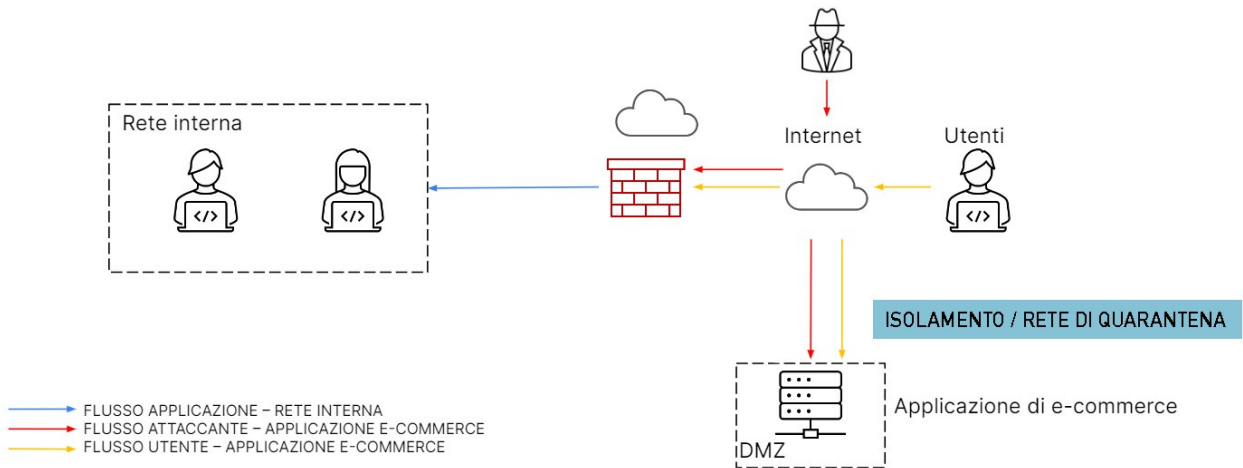 Rete interna
Internet
Utenti
</>
</>
</>
ISOLAMENTO / RETE DI QUARANTENA
Applicazione di e-commerce
DMZ
FLUSSO APPLICAZIONE – RETE INTERNA
FLUSSO ATTACCANTE – APPLICAZIONE E-COMMERCE
FLUSSO UTENTE – APPLICAZIONE E-COMMERCE